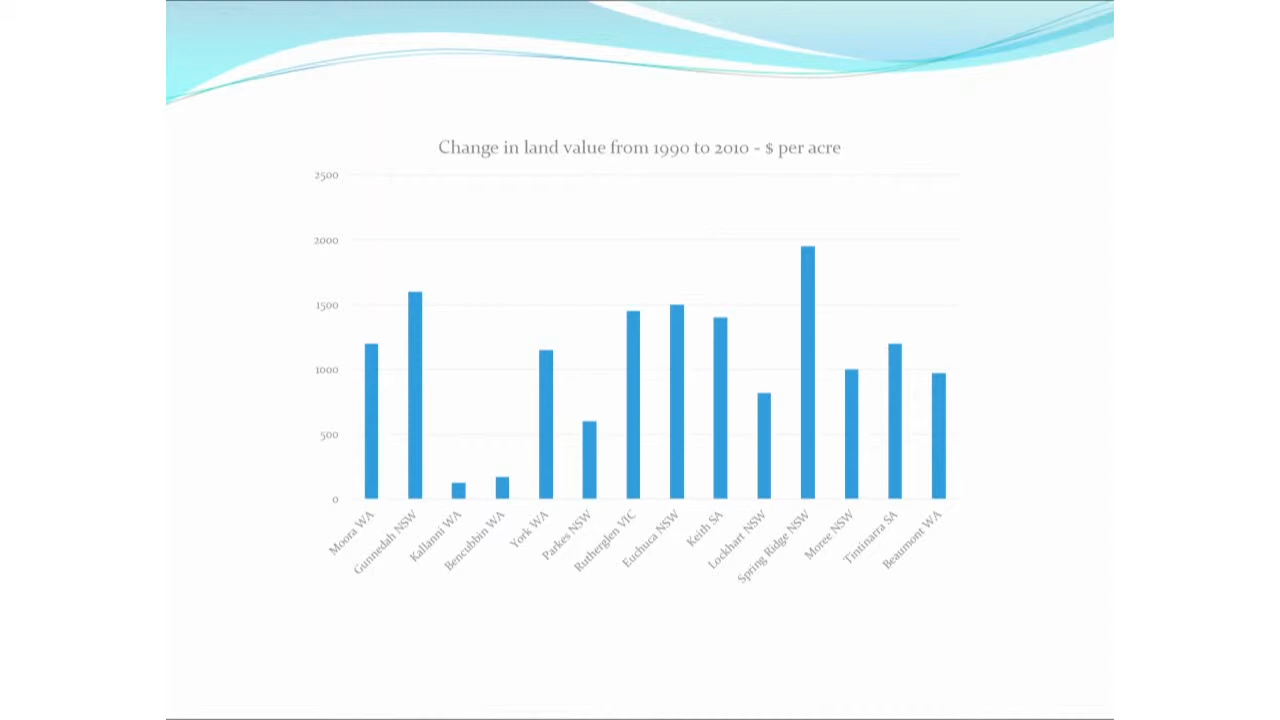 Change in land value from 1990 to 2010 - $ per acre
2500
2000
1500
1000
500
0
Moora WA
Gunnedah NSW
Kallanni WA
Bencubbin WA
York WA
Parkes NSW
Rutherglen VIC
Euchuca NSW
Keith SA
Lockhart NSW
Spring Ridge NSW
Moree NSW
Tintinarra SA
Beaumont WA